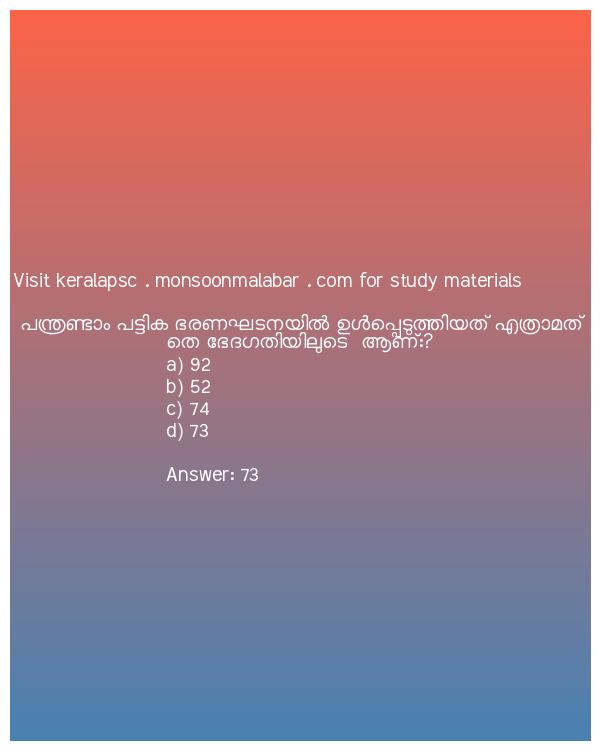 Visit keralapsc . monsoonmalabar . com for study materials
പന്ത്രണ്ടാം പട്ടിക ഭരണഘടനയിൽ ഉൾപ്പെടുത്തിയത് എത്രാമത്
തെ ഭേദഗതിയിലൂടെ ആണ്:?
a) 92
b) 52
c) 74
d) 73
Answer: 73